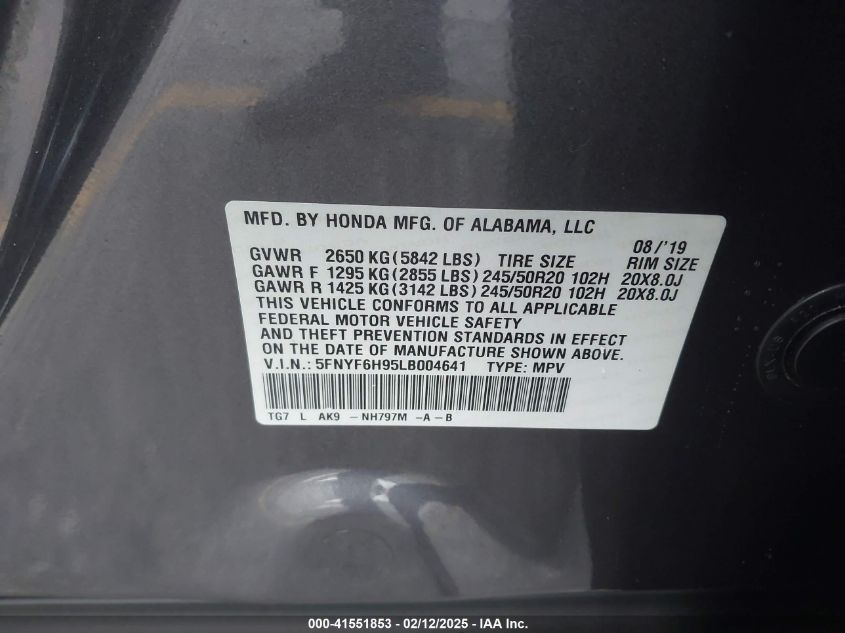 MFD. BY HONDA MFG. OF ALABAMA, LLC
08/'19
GVWR 2650 KG(5842 LBS) TIRE SIZE RIM SIZE
GAWR F 1295 KG(2855 LBS) 245/50R20 102H 20X8.0J
GAWR R 1425 KG(3142 LBS) 245/50R20 102H 20X8.0J
THIS VEHICLE CONFORMS TO ALL APPLICABLE
FEDERAL MOTOR VEHICLE SAFETY
AND THEFT PREVENTION STANDARDS IN EFFECT
ON THE DATE OF MANUFACTURE SHOWN ABOVE.
V.I.N.: 5FNYF6H95LB004641 TYPE: MPV
TG7 L AK9 -NH797M -A-B
000-41551853 - 02/12/2025 - IAA Inc.